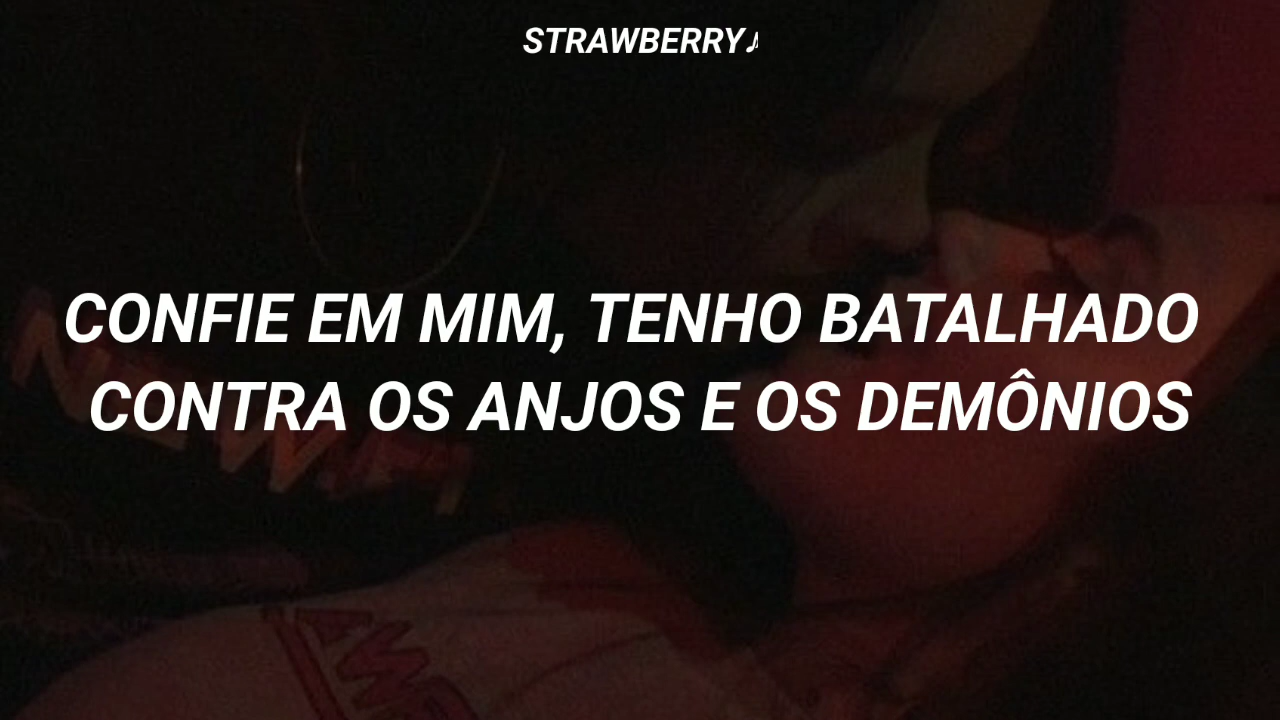 STRAWBERRY♪
CONFIE EM MIM, TENHO BATALHADO
CONTRA OS ANJOS E OS DEMÔNIOS